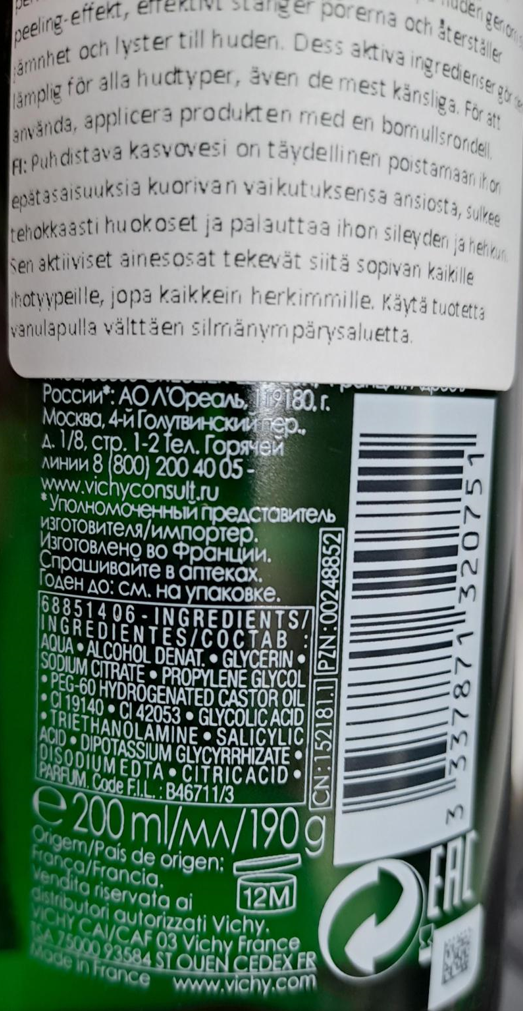 peeling-effekt, effektivt stänger porerna och återställer
jämnhet och lyster till huden. Dess aktiva ingredienser gör
lämplig för alla hudtyper, även de mest känsliga. För att
använda, applicera produkten med en bomullsrondell.
FI: Puhdistava kasvovesi on täydellinen poistamaan ihon
epätasaisuuksia kuorivan vaikutuksensa ansiosta, sulkee
tehokkaasti huokoset ja palauttaa ihon sileyden ja hehkun.
Sen aktiiviset ainesosat tekevät siitä sopivan kaikille
ihotyypeille, jopa kaikkein herkimmille. Käytä tuotetta
vanulapulla välttäen silmänympärysaluetta.
России*: АО Л'Ореаль, 119180, г.
Москва, 4-й Голутвинский пер.,
д. 1/8, стр. 1-2 Тел. Горячей
линии 8 (800) 200 40 05 -
www.vichyconsult.ru
*Уполномоченный представитель
изготовителя/импортер.
Изготовлено во Франции.
Спрашивайте в аптеках.
Годен до: см. на упаковке.
6885 14 06 - INGREDIENTS/
INGREDIENTES/СОСТАВ :
AQUA • ALCOHOL DENAT. • GLYCERIN •
SODIUM CITRATE • PROPYLENE GLYCOL
• PEG-60 HYDROGENATED CASTOR OIL
• CI 19140 • CI 42053 • GLYCOLIC ACID
• TRIETHANOLAMINE • SALICYLIC
ACID • DIPOTASSIUM GLYCYRRHIZATE •
DISODIUM EDTA • CITRIC ACID •
PARFUM. Code F.I.L. : B46711/3
CN: 152181.1 PZN: 00248852
3 337871 320751
e 200 ml/мл/190 g
Origem/País de origen:
França/Francia.
Vendita riservata ai
distributori autorizzati Vichy.
VICHY CAI/CAF 03 Vichy France
TSA 75000 93584 ST OUEN CEDEX FR
Made in France www.vichy.com
12M
EAC